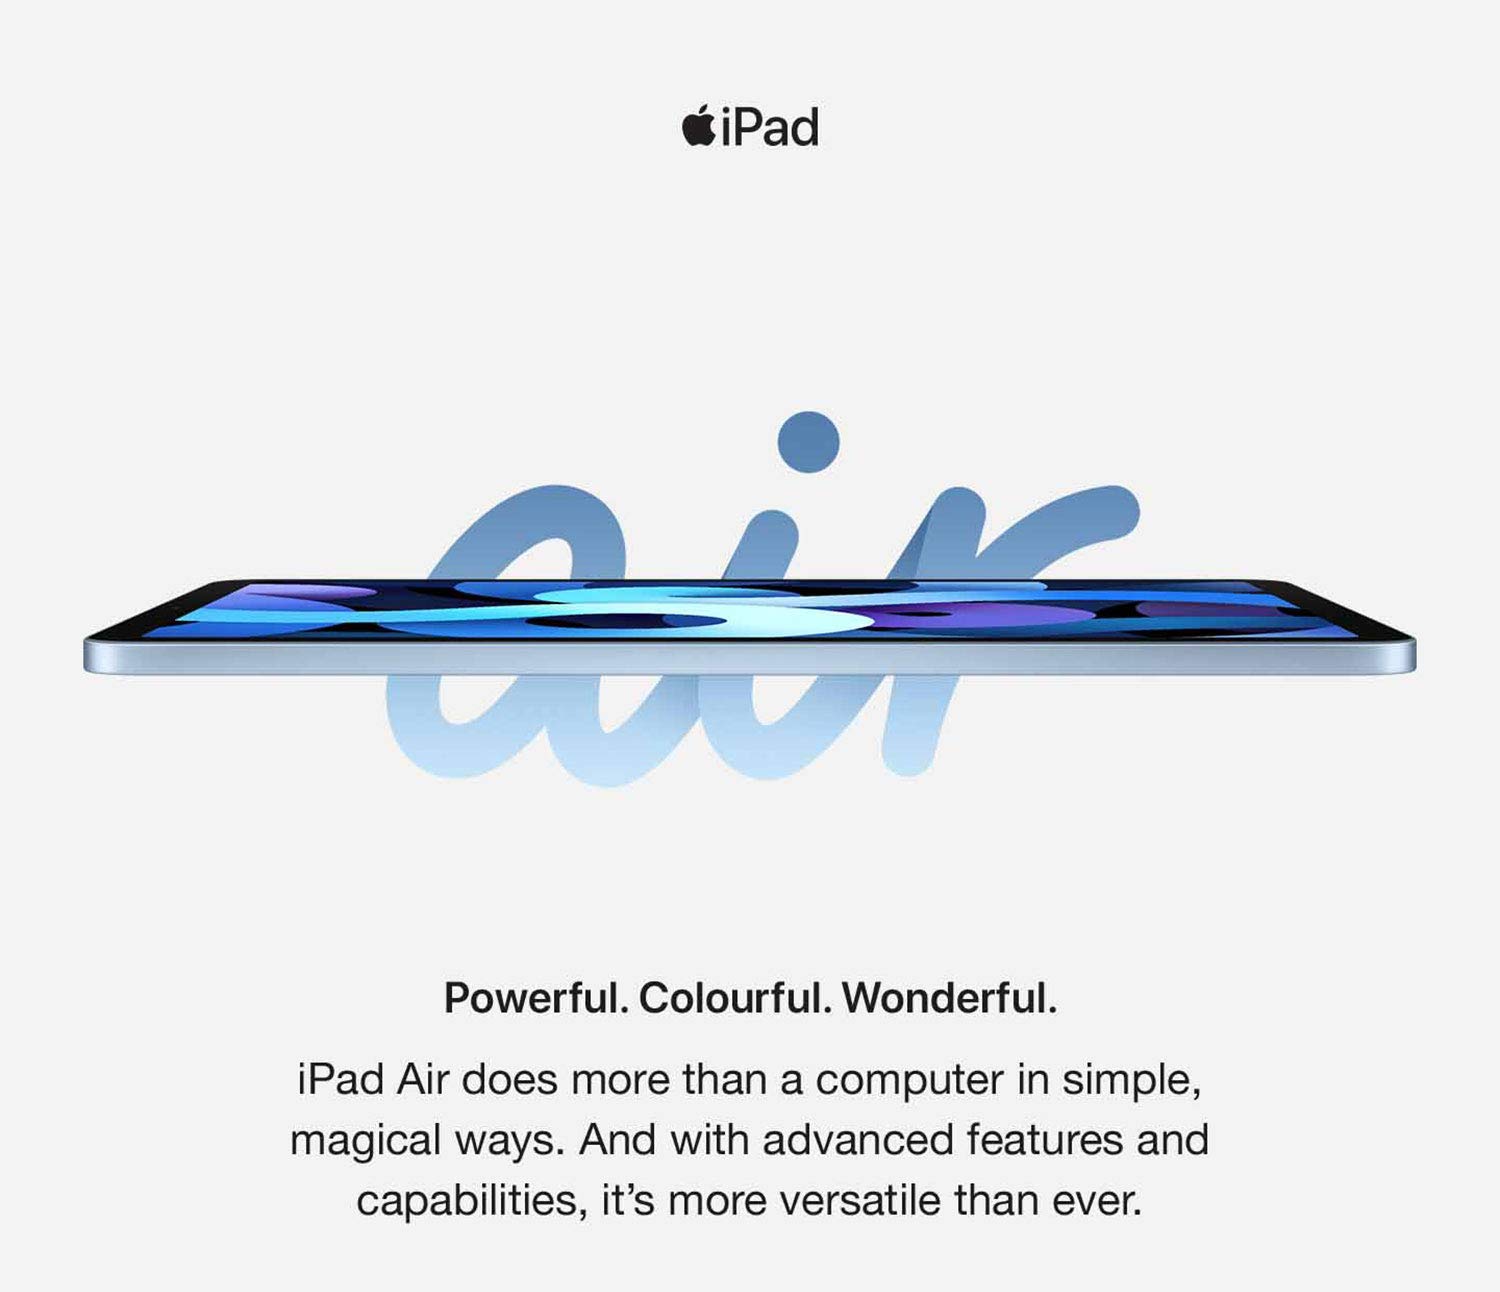 iPad
air
Powerful. Colourful. Wonderful.
iPad Air does more than a computer in simple,
magical ways. And with advanced features and
capabilities, it’s more versatile than ever.